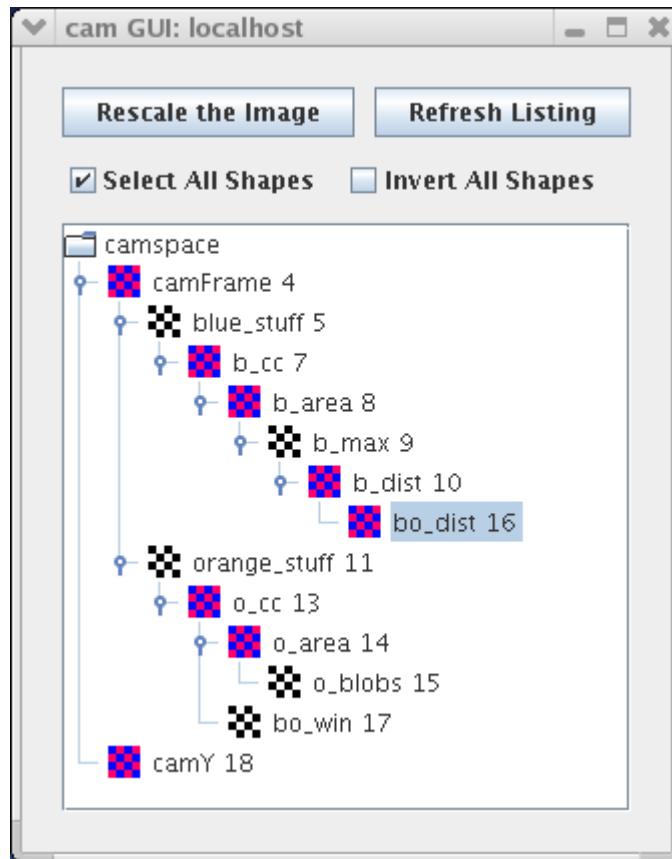 cam GUI: localhost
Rescale the Image Refresh Listing
Select All Shapes Invert All Shapes
camspace
camFrame 4
blue_stuff 5
b_cc 7
b_area 8
b_max 9
b_dist 10
bo_dist 16
orange_stuff 11
o_cc 13
o_area 14
o_blobs 15
bo_win 17
camY 18